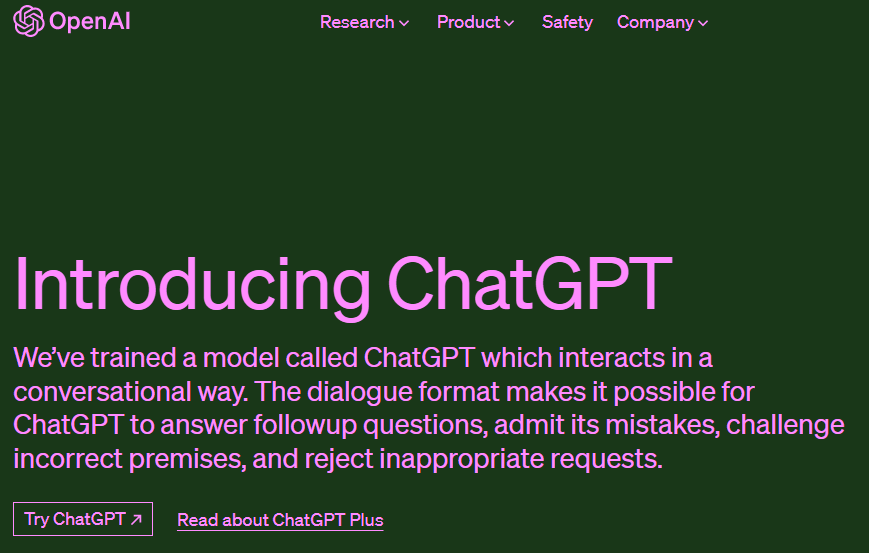 OpenAI
Research Product Safety Company
Introducing ChatGPT
We’ve trained a model called ChatGPT which interacts in a
conversational way. The dialogue format makes it possible for
ChatGPT to answer followup questions, admit its mistakes, challenge
incorrect premises, and reject inappropriate requests.
Try ChatGPT ↗
Read about ChatGPT Plus